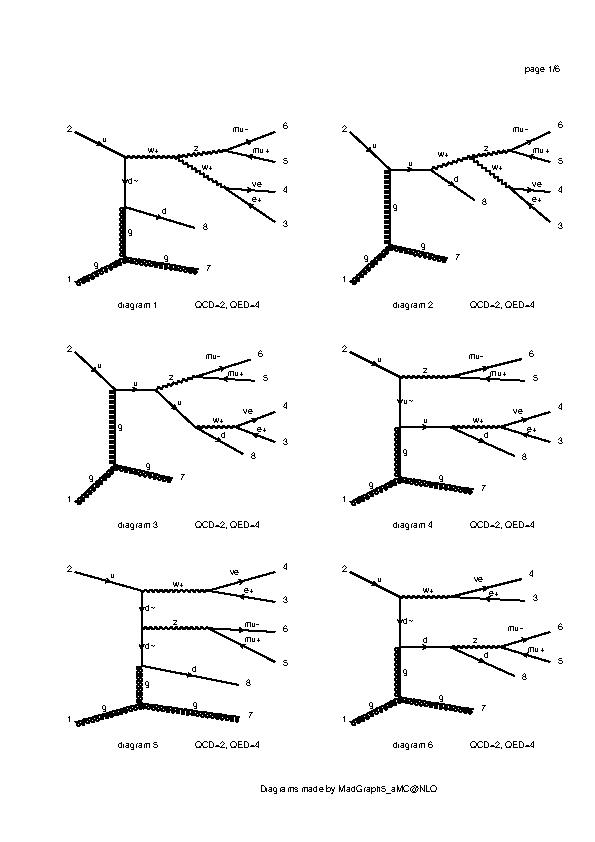 page 1/6
2 u w+ z mu- 6
mu+ 5
w+ ve 4
e+ 3
d~ d 8
g
1 g g 7
diagram 1 QCD=2, QED=4
2 u u w+ z mu- 6
mu+ 5
w+ ve 4
e+ 3
d 8
g
1 g g 7
diagram 2 QCD=2, QED=4
2 u u z mu- 6
mu+ 5
u w+ ve 4
e+ 3
d 8
g
1 g g 7
diagram 3 QCD=2, QED=4
2 u z mu- 6
mu+ 5
u~ u w+ ve 4
e+ 3
d 8
g
1 g g 7
diagram 4 QCD=2, QED=4
2 u w+ ve 4
e+ 3
d~ z mu- 6
mu+ 5
d~ d 8
g
1 g g 7
diagram 5 QCD=2, QED=4
2 u w+ ve 4
e+ 3
d~ d z mu- 6
mu+ 5
d 8
g
1 g g 7
diagram 6 QCD=2, QED=4
Diagrams made by MadGraph5_aMC@NLO